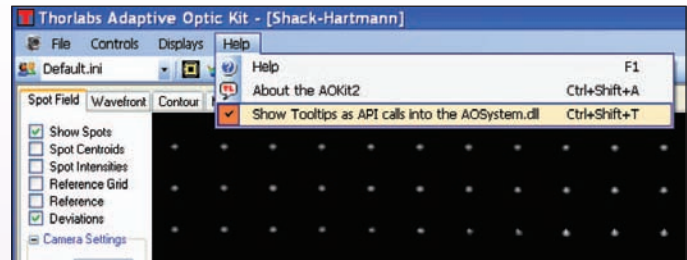 Thorlabs Adaptive Optic Kit - [Shack-Hartmann]
File Controls Displays Help
Default.ini
Help F1
About the AOKit2 Ctrl+Shift+A
Show Tooltips as API calls into the AOSystem.dll Ctrl+Shift+T
Spot Field Wavefront Contour
Show Spots
Spot Centroids
Spot Intensities
Reference Grid
Reference
Deviations
Camera Settings